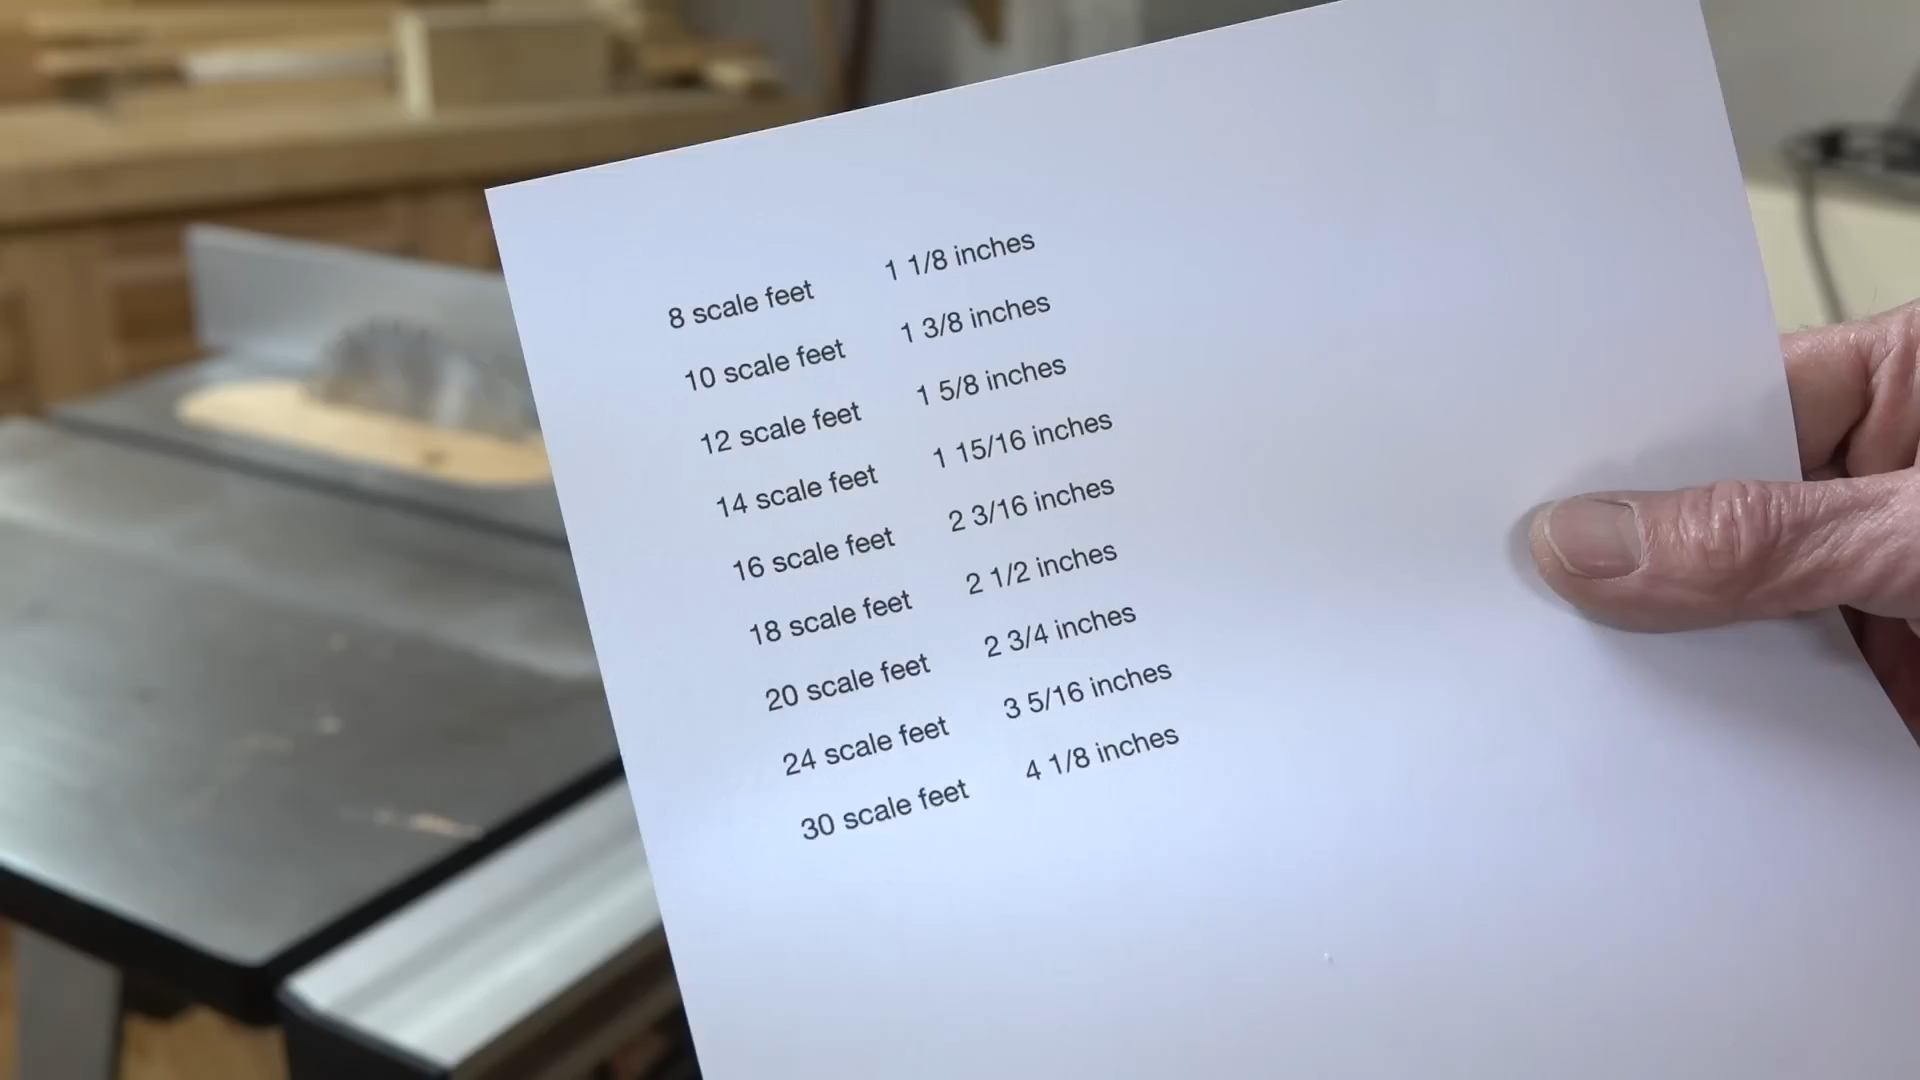 8 scale feet 1 1/8 inches
10 scale feet 1 3/8 inches
12 scale feet 1 5/8 inches
14 scale feet 1 15/16 inches
16 scale feet 2 3/16 inches
18 scale feet 2 1/2 inches
20 scale feet 2 3/4 inches
24 scale feet 3 5/16 inches
30 scale feet 4 1/8 inches